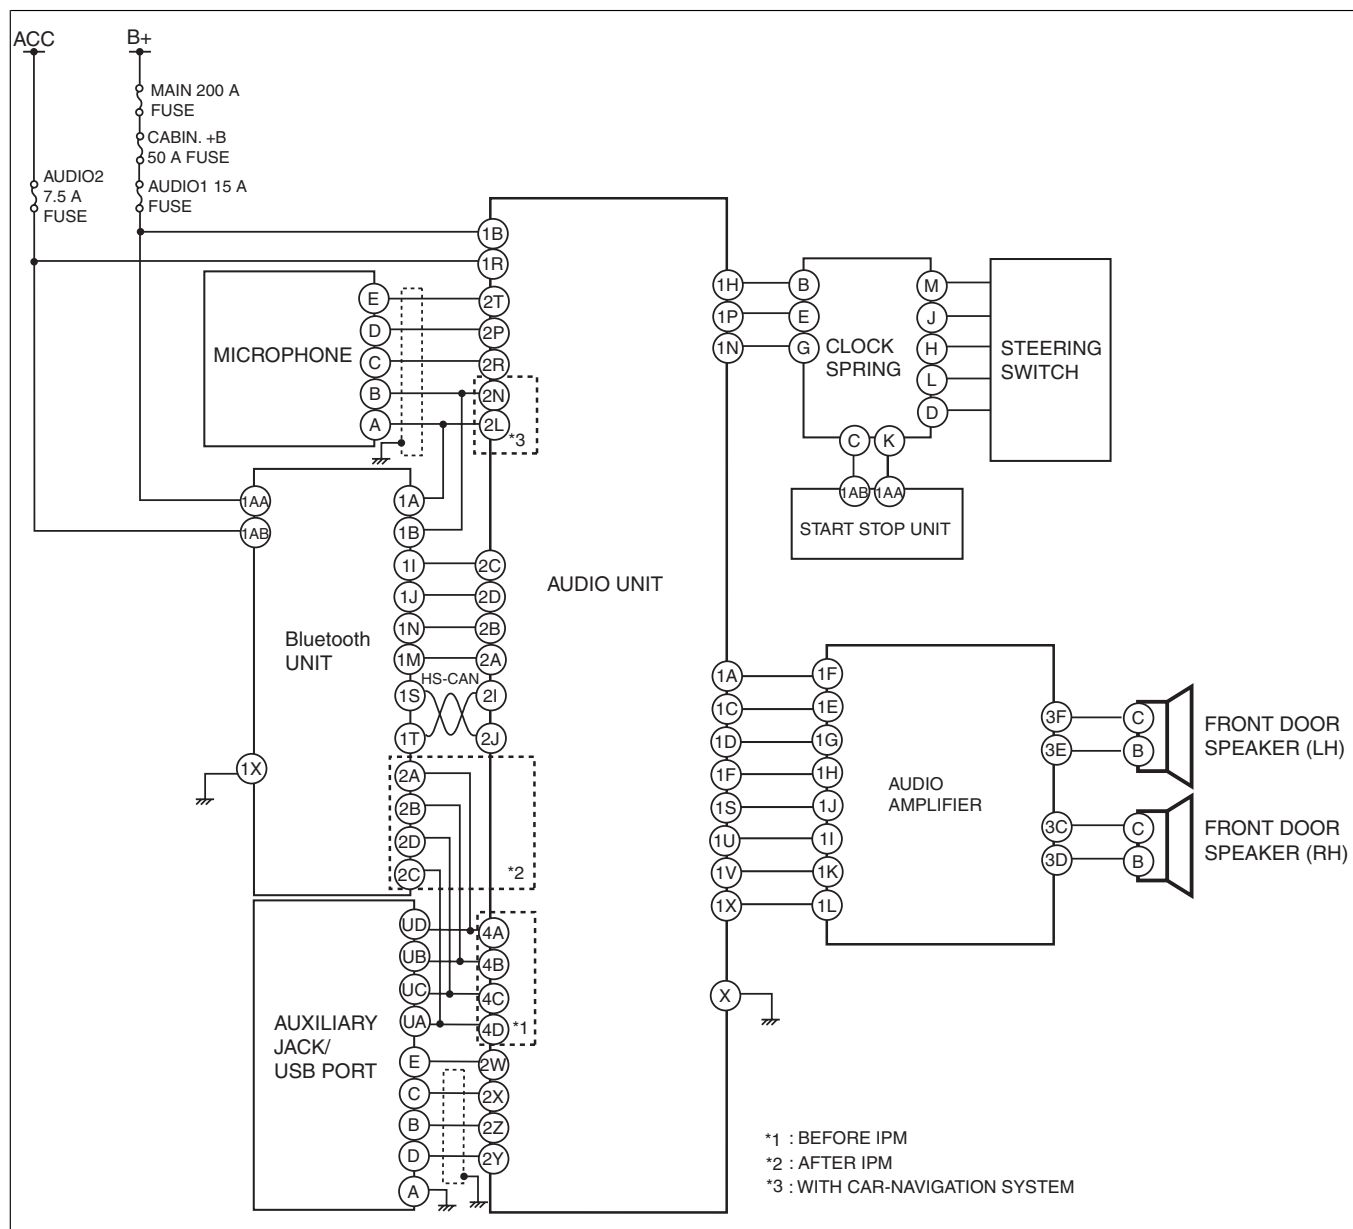 ACC
B+
MAIN 200 A
FUSE
CABIN. +B
50 A FUSE
AUDIO1 15 A
FUSE
AUDIO2
7.5 A
FUSE
1B
1R
MICROPHONE
E
D
C
B
A
2T
2P
2R
2N
2L
*3
1H
1P
1N
B
E
G
CLOCK
SPRING
M
J
H
L
D
STEERING
SWITCH
C
K
1AB
1AA
START STOP UNIT
1AA
1AB
1A
1B
1I
1J
1N
1M
1S
1T
HS-CAN
2C
2D
2B
2A
2I
2J
Bluetooth
UNIT
1X
AUDIO UNIT
2A
2B
2D
2C
*2
1A
1C
1D
1F
1S
1U
1V
1X
1F
1E
1G
1H
1J
1I
1K
1L
AUDIO
AMPLIFIER
3F
3E
3C
3D
C
B
FRONT DOOR
SPEAKER (LH)
C
B
FRONT DOOR
SPEAKER (RH)
X
UD
UB
UC
UA
E
C
B
D
A
AUXILIARY
JACK/
USB PORT
4A
4B
4C
4D
*1
2W
2X
2Z
2Y
*1 : BEFORE IPM
*2 : AFTER IPM
*3 : WITH CAR-NAVIGATION SYSTEM